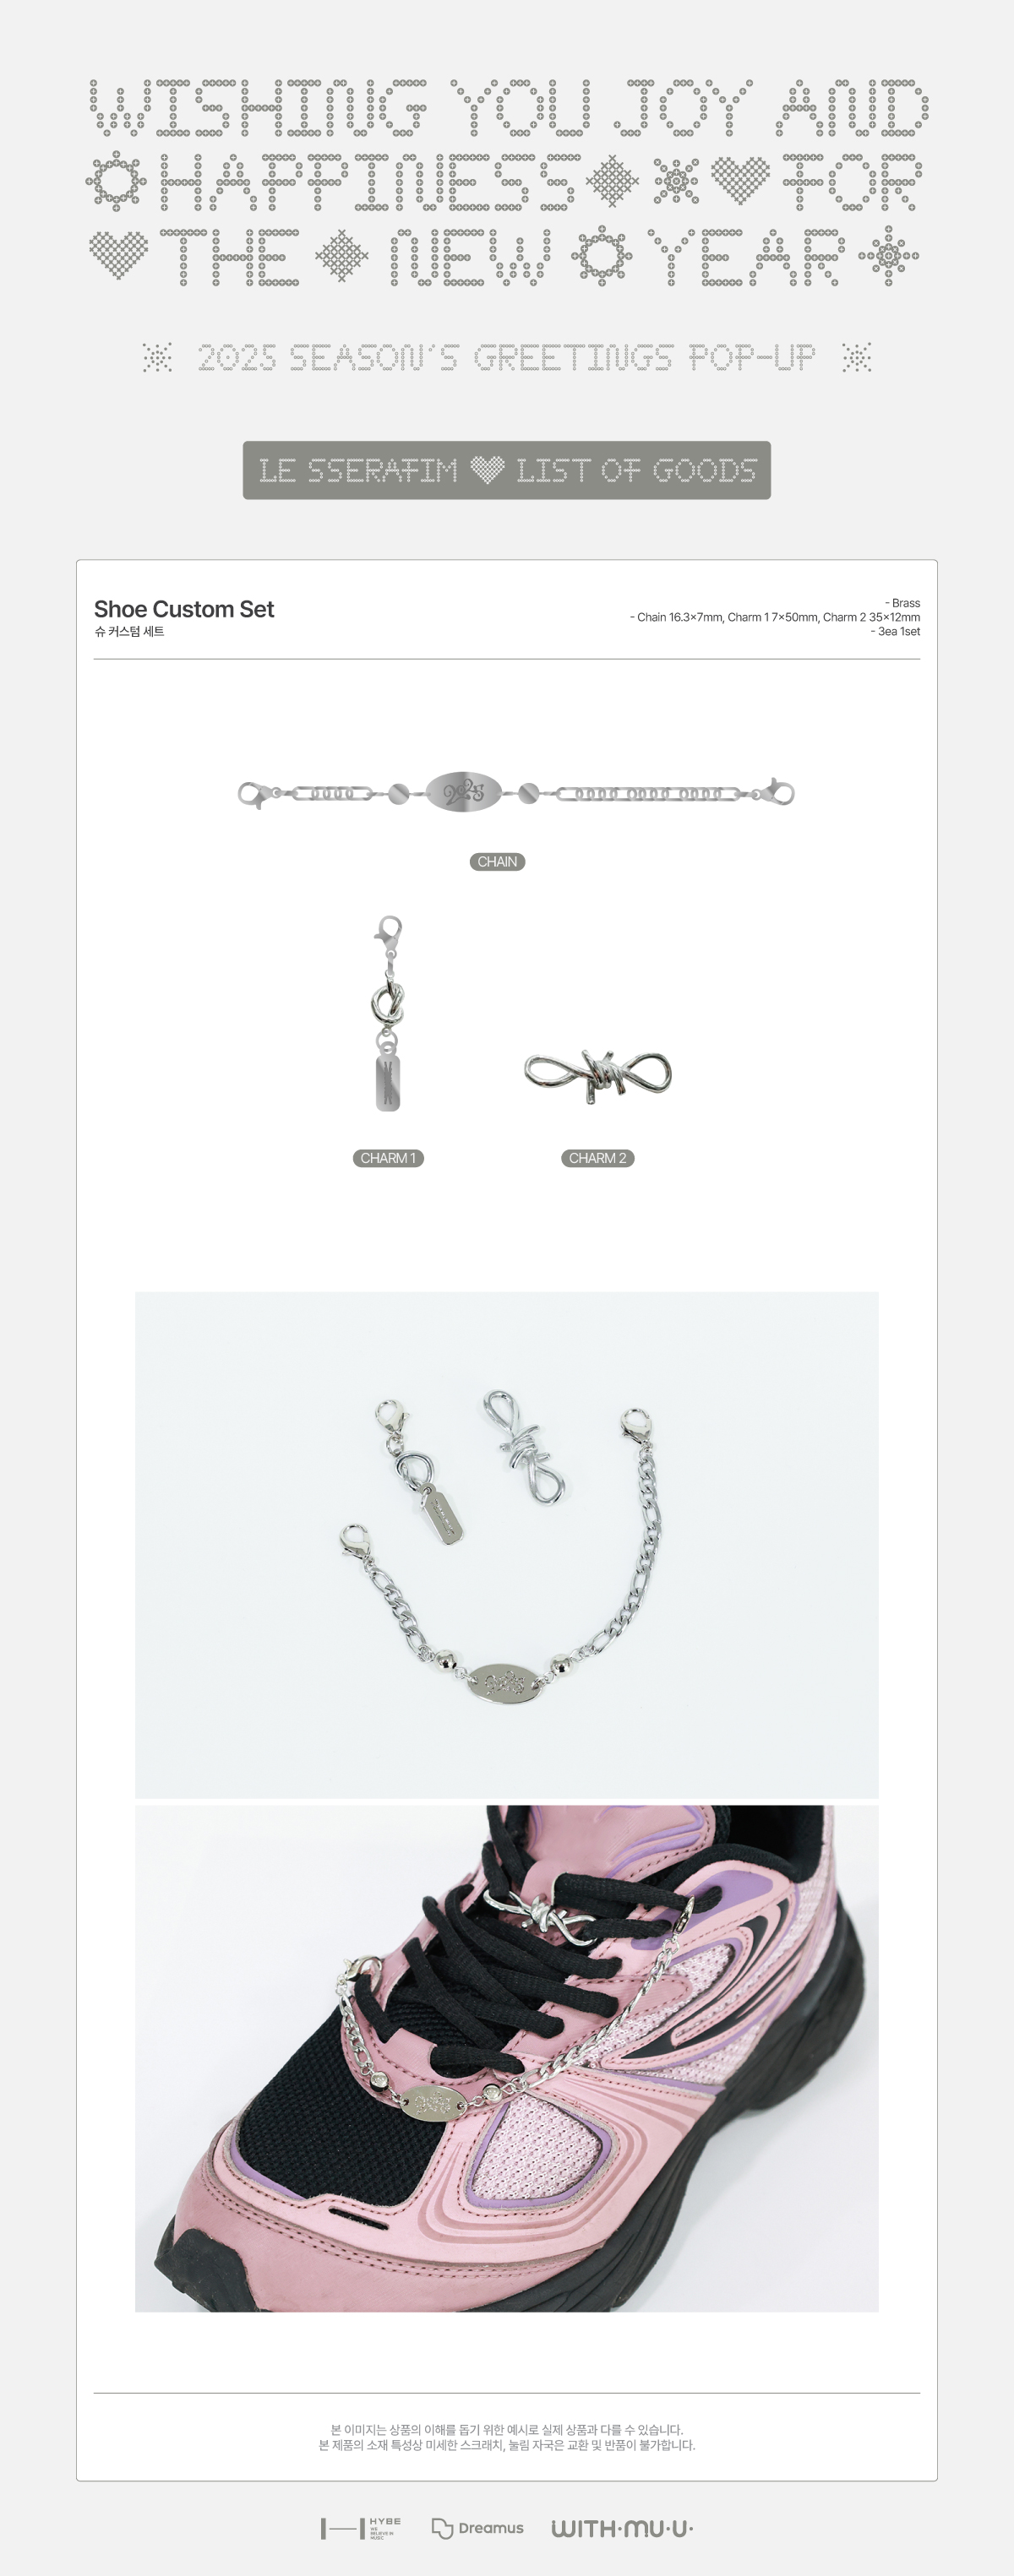 WISHING YOU JOY AND
HAPPINESS FOR
THE NEW YEAR
2025 SEASON'S GREETINGS POP-UP
LE SSERAFIM LIST OF GOODS
Shoe Custom Set
슈 커스텀 세트
- Brass
- Chain 16.3×7mm, Charm 1 7×50mm, Charm 2 35×12mm
- 3ea 1set
2025
CHAIN
CHARM 1
CHARM 2
본 이미지는 상품의 이해를 돕기 위한 예시로 실제 상품과 다를 수 있습니다.
본 제품의 소재 특성상 미세한 스크래치, 눌림 자국은 교환 및 반품이 불가합니다.
HYBE
WE
BELIEVE IN
MUSIC
Dreamus
WITH·MU·U·